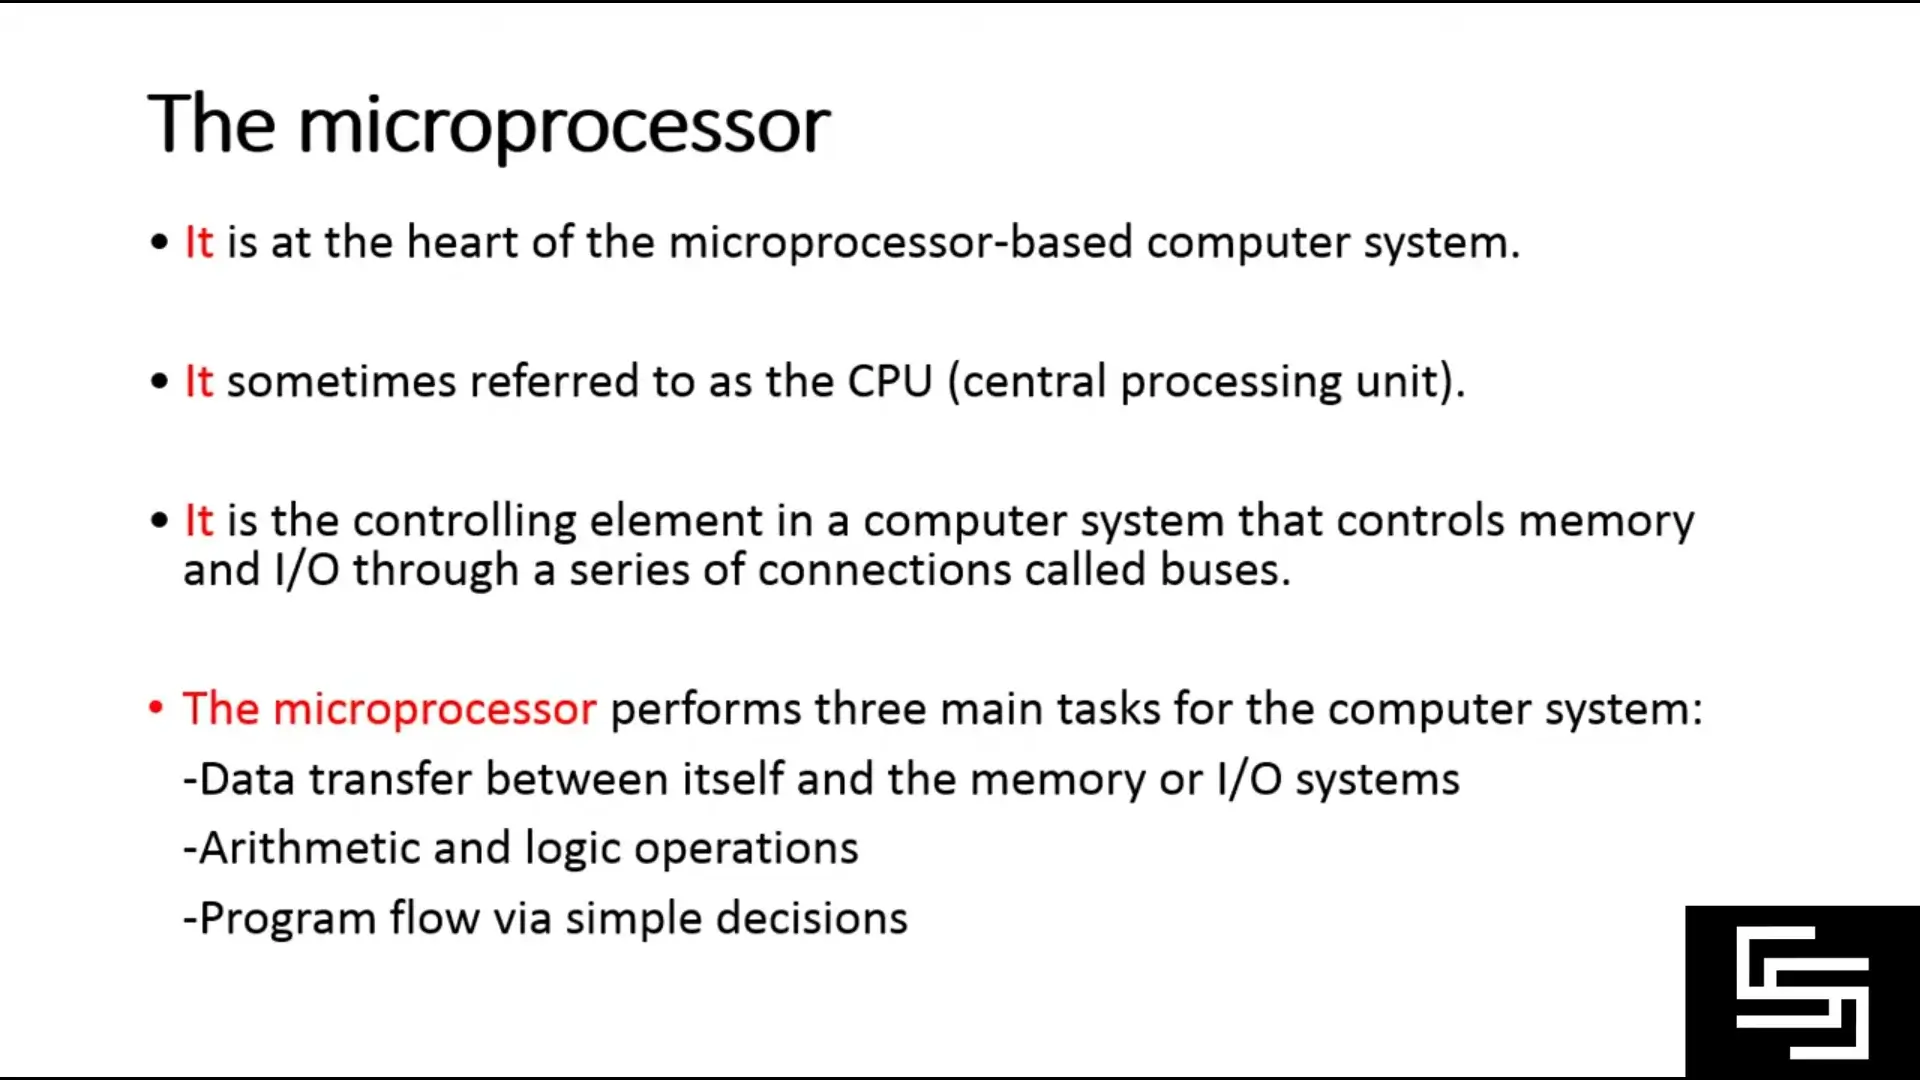 The microprocessor
• It is at the heart of the microprocessor-based computer system.
• It sometimes referred to as the CPU (central processing unit).
• It is the controlling element in a computer system that controls memory
and I/O through a series of connections called buses.
• The microprocessor performs three main tasks for the computer system:
-Data transfer between itself and the memory or I/O systems
-Arithmetic and logic operations
-Program flow via simple decisions